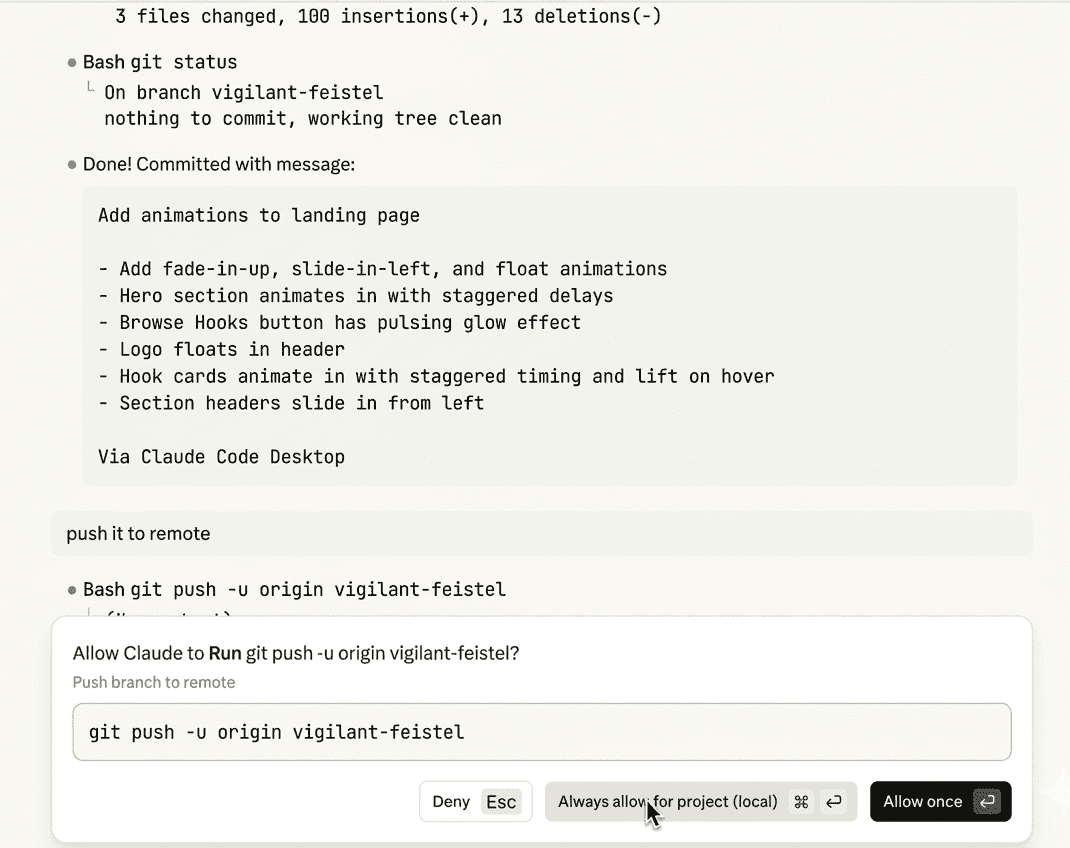 3 files changed, 100 insertions(+), 13 deletions(-)
Bash git status
On branch vigilant-feistel
nothing to commit, working tree clean
Done! Committed with message:
Add animations to landing page
- Add fade-in-up, slide-in-left, and float animations
- Hero section animates in with staggered delays
- Browse Hooks button has pulsing glow effect
- Logo floats in header
- Hook cards animate in with staggered timing and lift on hover
- Section headers slide in from left
Via Claude Code Desktop
push it to remote
Bash git push -u origin vigilant-feistel
Allow Claude to Run git push -u origin vigilant-feistel?
Push branch to remote
git push -u origin vigilant-feistel
Deny Esc Always allow for project (local) ⌘ ↵ Allow once ↵